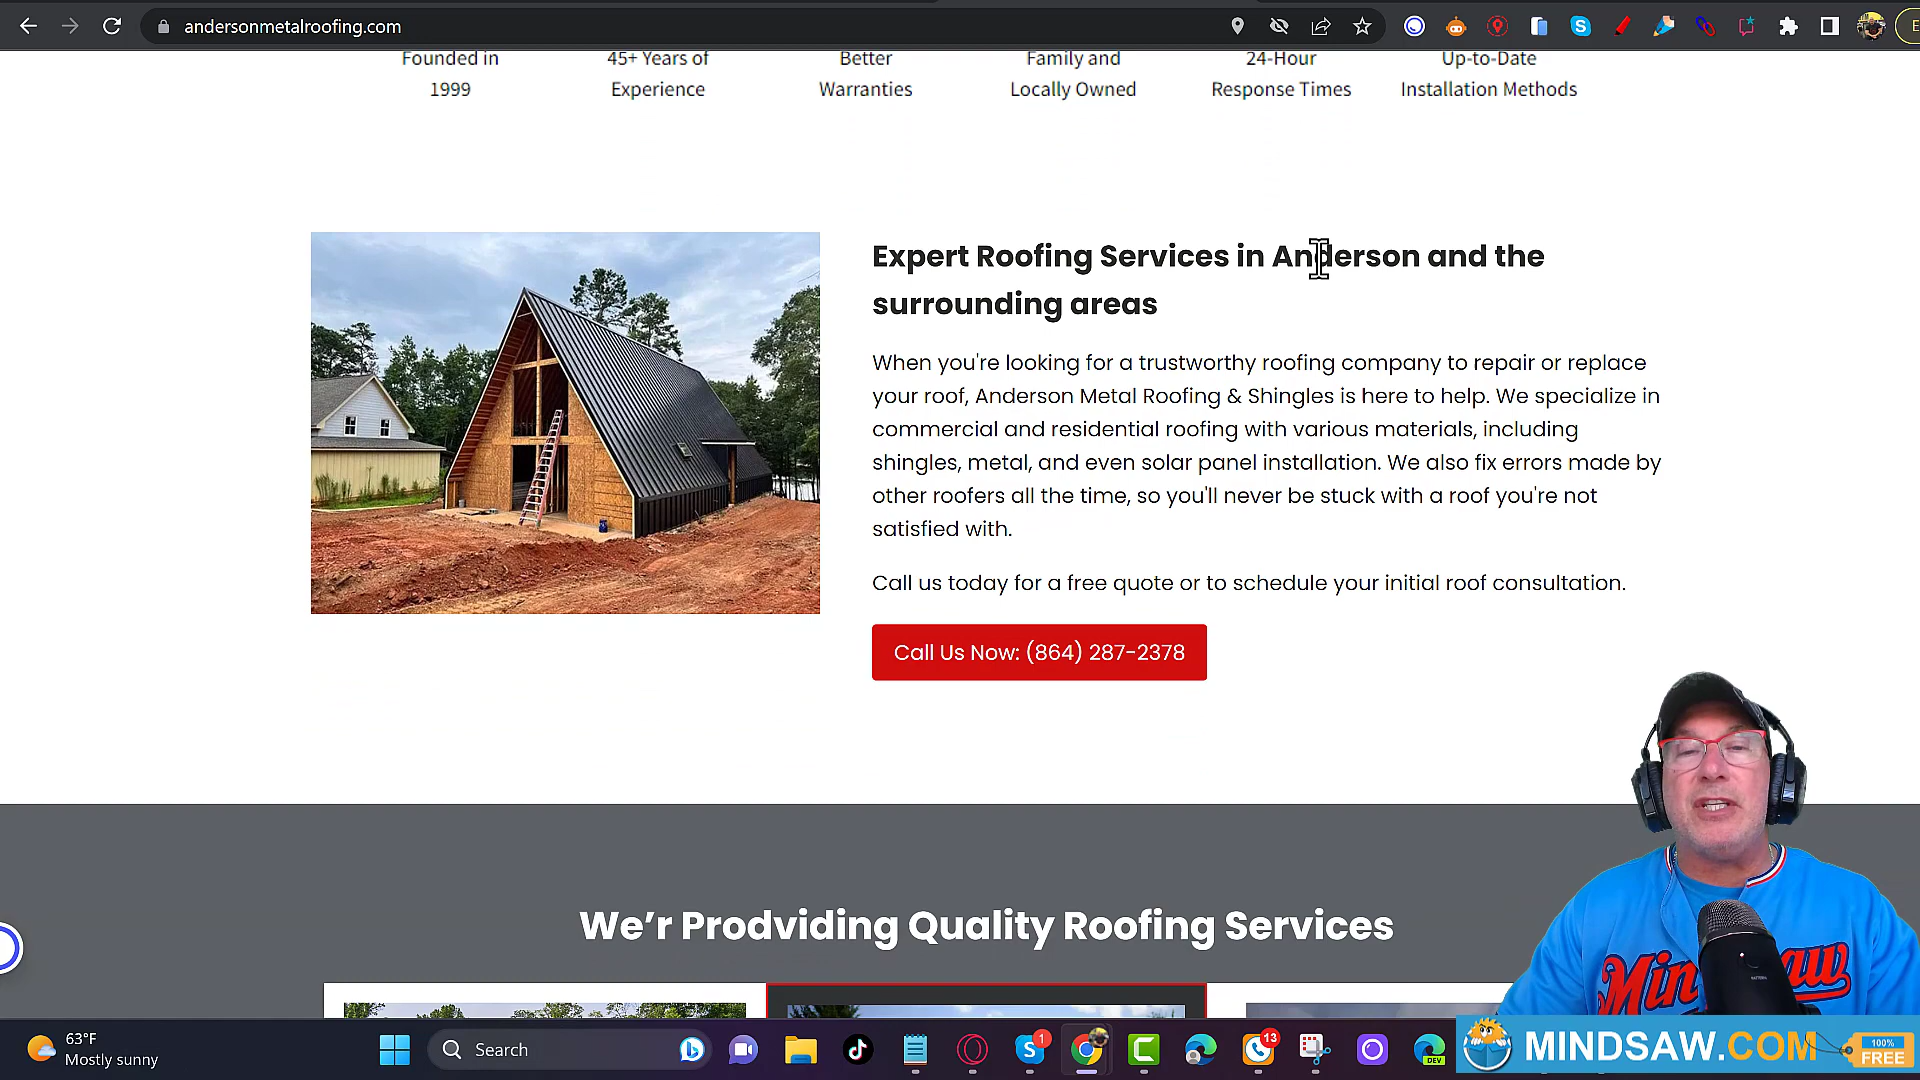 andersonmetalroofing.com
E
Founded in
1999
45+ Years of
Experience
Better
Warranties
Family and
Locally Owned
24-Hour
Response Times
Up-to-Date
Installation Methods
Expert Roofing Services in Anderson and the
surrounding areas
When you're looking for a trustworthy roofing company to repair or replace
your roof, Anderson Metal Roofing & Shingles is here to help. We specialize in
commercial and residential roofing with various materials, including
shingles, metal, and even solar panel installation. We also fix errors made by
other roofers all the time, so you'll never be stuck with a roof you're not
satisfied with.
Call us today for a free quote or to schedule your initial roof consultation.
Call Us Now: (864) 287-2378
We’r Prodviding Quality Roofing Services
Mindsaw
63°F
Mostly sunny
Search
1
13
DEV
MINDSAW.COM
100%
FREE